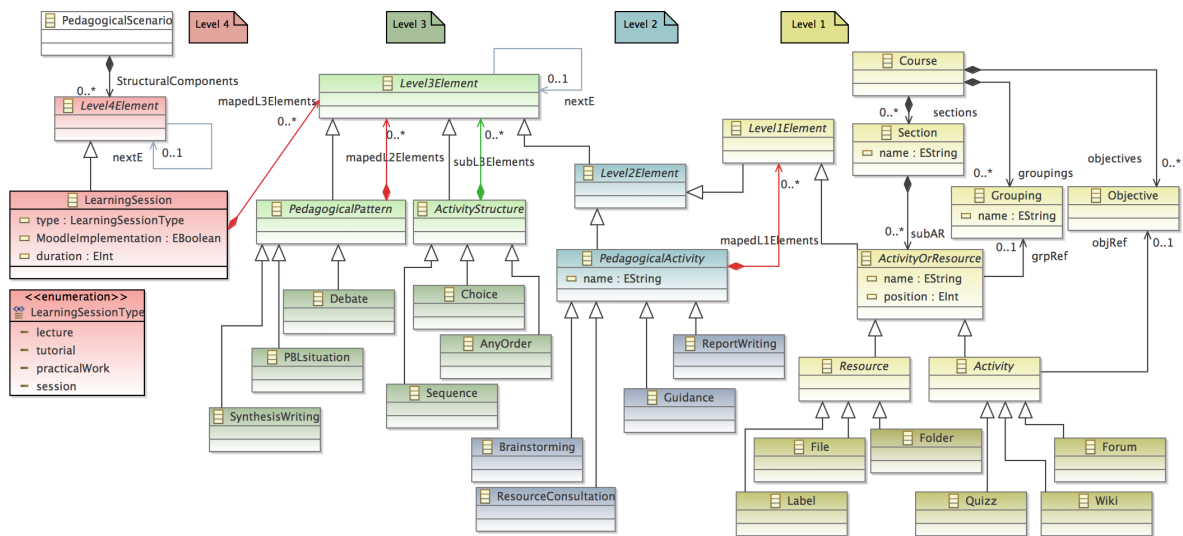 PedagogicalScenario
Level 4
Level 3
Level 2
Level 1
StructuralComponents
0..*
Level4Element
nextE
0..1
mapedL3Elements
0..*
Level3Element
0..1
nextE
0..*
mapedL2Elements
0..*
subL3Elements
Level1Element
Level2Element
0..*
mapedL1Elements
Course
0..*
sections
Section
name : EString
objectives
0..*
0..*
groupings
Grouping
name : EString
Objective
0..*
subAR
0..1
grpRef
objRef
0..1
LearningSession
type : LearningSessionType
MoodleImplementation : EBoolean
duration : EInt
PedagogicalPattern
ActivityStructure
PedagogicalActivity
name : EString
ActivityOrResource
name : EString
position : EInt
<<enumeration>>
LearningSessionType
lecture
tutorial
practicalWork
session
Debate
Choice
PBLsituation
AnyOrder
ReportWriting
Resource
Activity
SynthesisWriting
Sequence
Guidance
Brainstorming
ResourceConsultation
File
Folder
Forum
Label
Quizz
Wiki